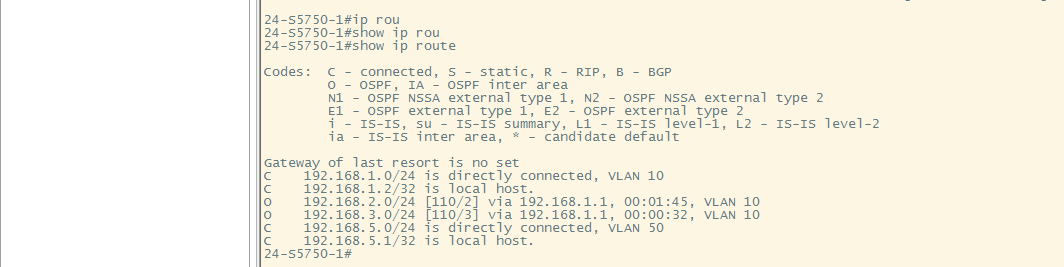 24-S5750-1#ip rou
24-S5750-1#show ip rou
24-S5750-1#show ip route
Codes:  C - connected, S - static, R - RIP, B - BGP
        O - OSPF, IA - OSPF inter area
        N1 - OSPF NSSA external type 1, N2 - OSPF NSSA external type 2
        E1 - OSPF external type 1, E2 - OSPF external type 2
        i - IS-IS, su - IS-IS summary, L1 - IS-IS level-1, L2 - IS-IS level-2
        ia - IS-IS inter area, * - candidate default
Gateway of last resort is no set
C    192.168.1.0/24 is directly connected, VLAN 10
C    192.168.1.2/32 is local host.
O    192.168.2.0/24 [110/2] via 192.168.1.1, 00:01:45, VLAN 10
O    192.168.3.0/24 [110/3] via 192.168.1.1, 00:00:32, VLAN 10
C    192.168.5.0/24 is directly connected, VLAN 50
C    192.168.5.1/32 is local host.
24-S5750-1#